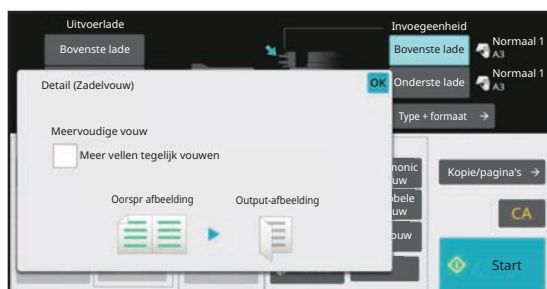 Uitvoerlade
Bovenste lade
Invoegeenheid
Bovenste lade
Normaal 1
A3
Onderste lade
Normaal 1
A3
Type + formaat
Detail (Zadelvouw)
OK
Meervoudige vouw
Meer vellen tegelijk vouwen
Oorspr afbeelding
Output-afbeelding
Kopie/pagina's
CA
Start